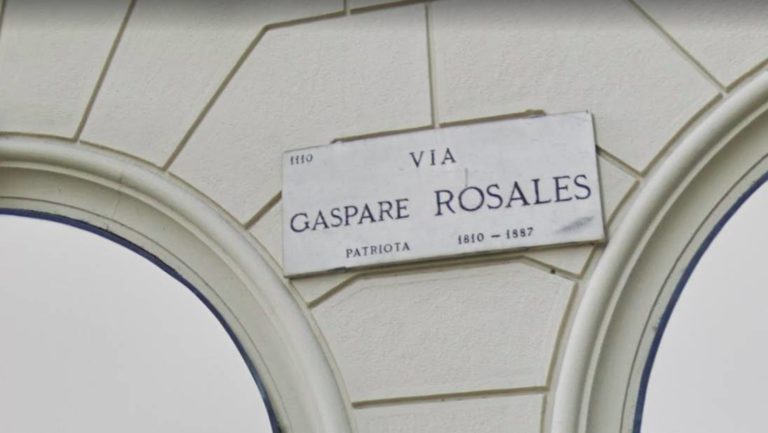 1110
VIA
GASPARE ROSALES
PATRIOTA 1810 – 1887